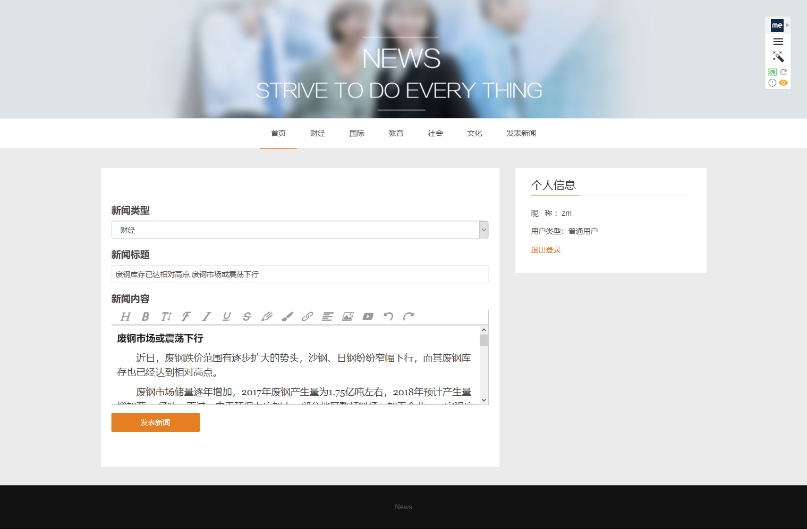 me
NEWS
STRIVE TO DO EVERY THING
首页 财经 国际 教育 社会 文化 发表新闻
新闻类型
财经
新闻标题
废钢库存已达相对高点 废钢市场或震荡下行
新闻内容
废钢市场或震荡下行
近日，废钢跌价范围有逐步扩大的势头，沙钢、日钢纷纷窄幅下行，而其废钢库
存也已经达到相对高点。
废钢市场储量逐年增加，2017年废钢产生量为1.75亿吨左右，2018年预计产生量
发表新闻
个人信息
昵 称 ：zm
用户类型：普通用户
退出登录
News